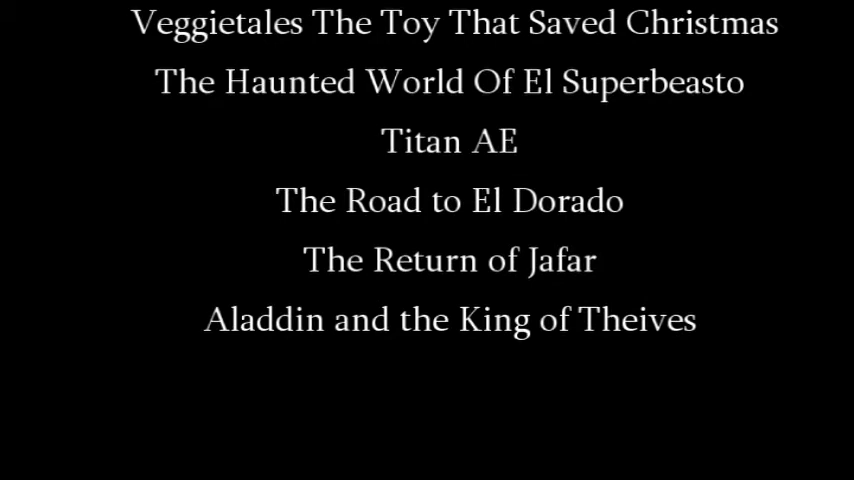 Veggietales The Toy That Saved Christmas
The Haunted World Of El Superbeasto
Titan AE
The Road to El Dorado
The Return of Jafar
Aladdin and the King of Theives